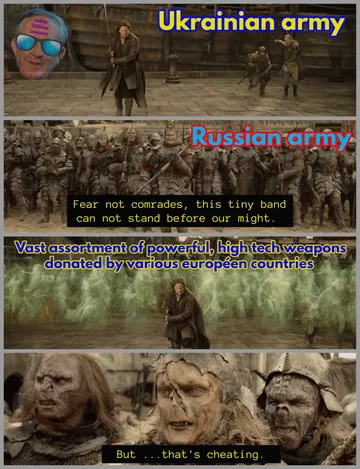 Ukrainian army
Russian army
Fear not comrades, this tiny band
can not stand before our might.
Vast assortment of powerful, high tech weapons
donated by various european countries
But ...that's cheating.